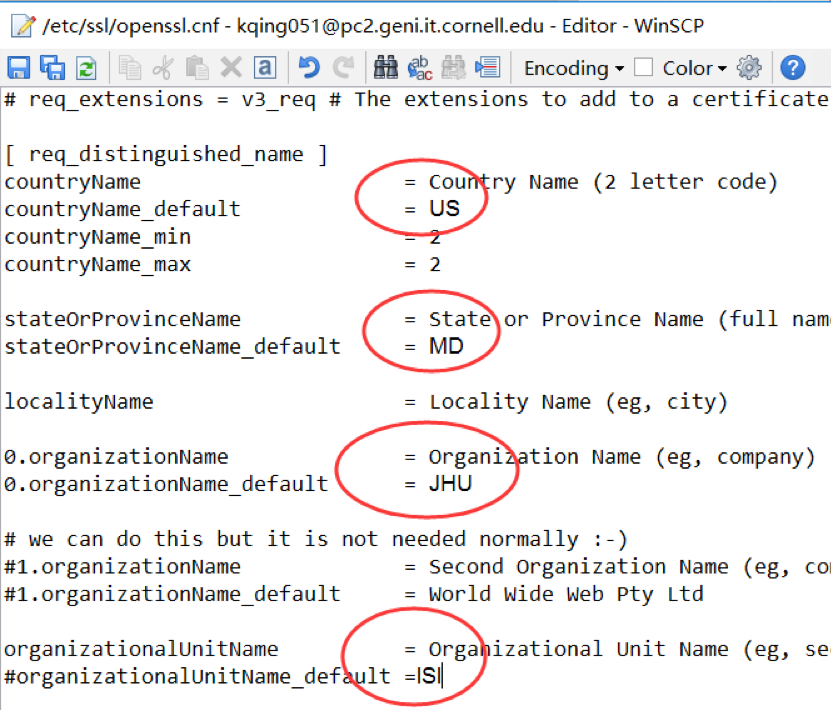 /etc/ssl/openssl.cnf - kqing051@pc2.geni.it.cornell.edu - Editor - WinSCP
a ab ac Encoding Color ?
# req_extensions = v3_req # The extensions to add to a certificate
[ req_distinguished_name ]
countryName = Country Name (2 letter code)
countryName_default = US
countryName_min = 2
countryName_max = 2
stateOrProvinceName = State or Province Name (full nam
stateOrProvinceName_default = MD
localityName = Locality Name (eg, city)
0.organizationName = Organization Name (eg, company)
0.organizationName_default = JHU
# we can do this but it is not needed normally :-)
#1.organizationName = Second Organization Name (eg, co
#1.organizationName_default = World Wide Web Pty Ltd
organizationalUnitName = Organizational Unit Name (eg, se
#organizationalUnitName_default =ISI